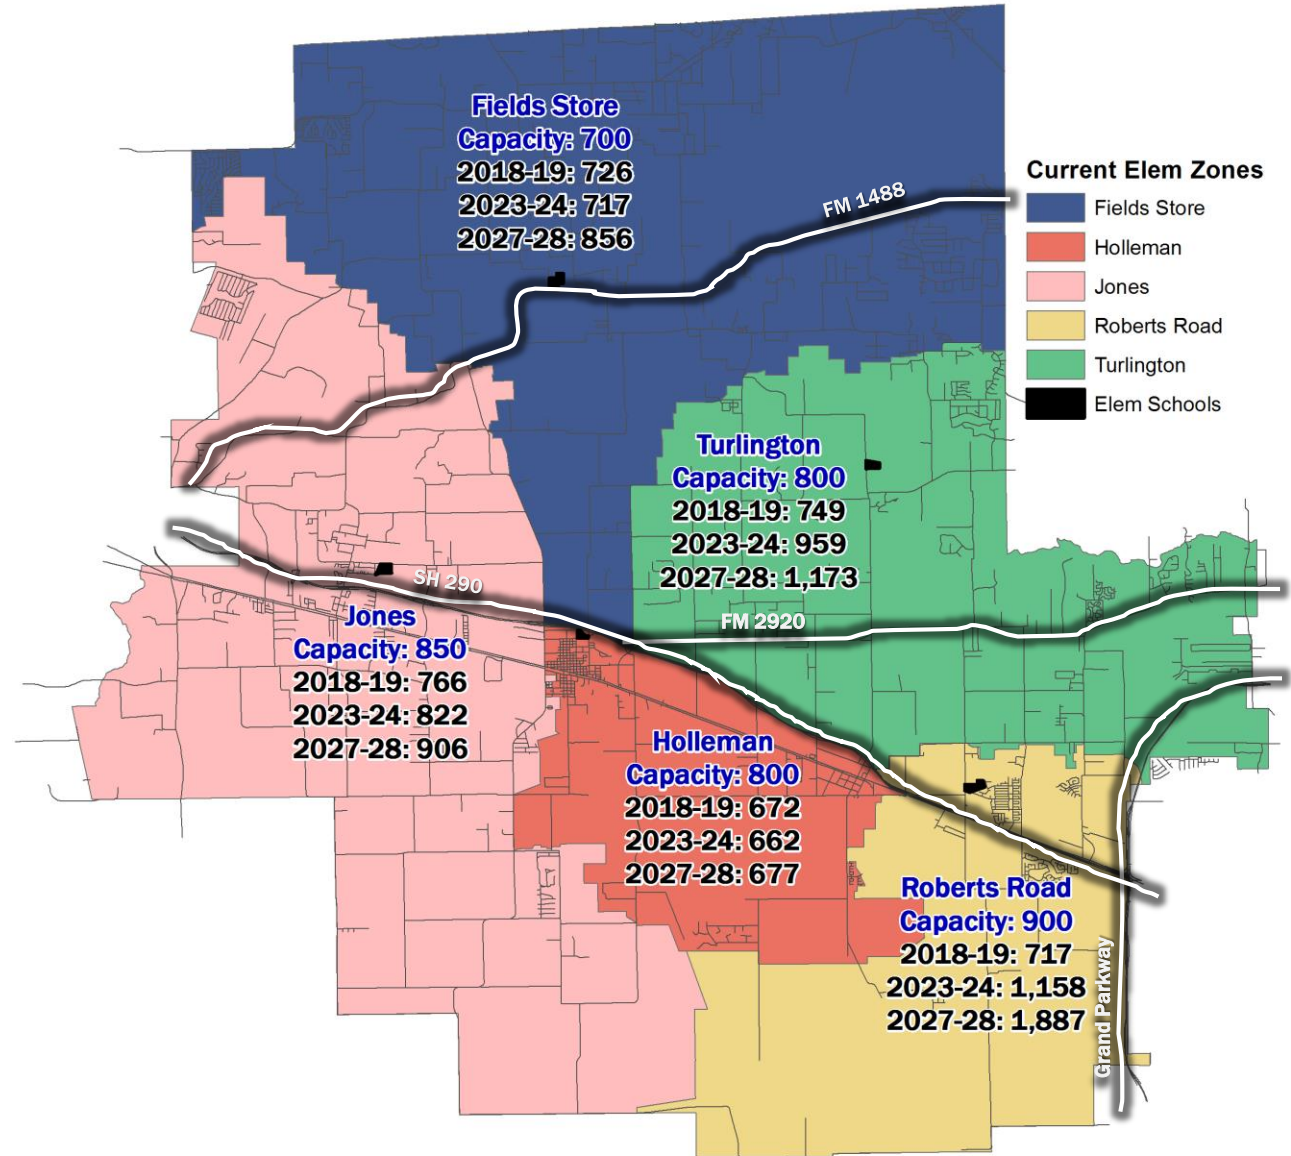 Fields Store
Capacity: 700
2018-19: 726
2023-24: 717
2027-28: 856
FM 1488
Current Elem Zones
Fields Store
Holleman
Jones
Roberts Road
Turlington
Elem Schools
Turlington
Capacity: 800
2018-19: 749
2023-24: 959
2027-28: 1,173
SH 290
FM 2920
Jones
Capacity: 850
2018-19: 766
2023-24: 822
2027-28: 906
Holleman
Capacity: 800
2018-19: 672
2023-24: 662
2027-28: 677
Roberts Road
Capacity: 900
2018-19: 717
2023-24: 1,158
2027-28: 1,887
Grand Parkway